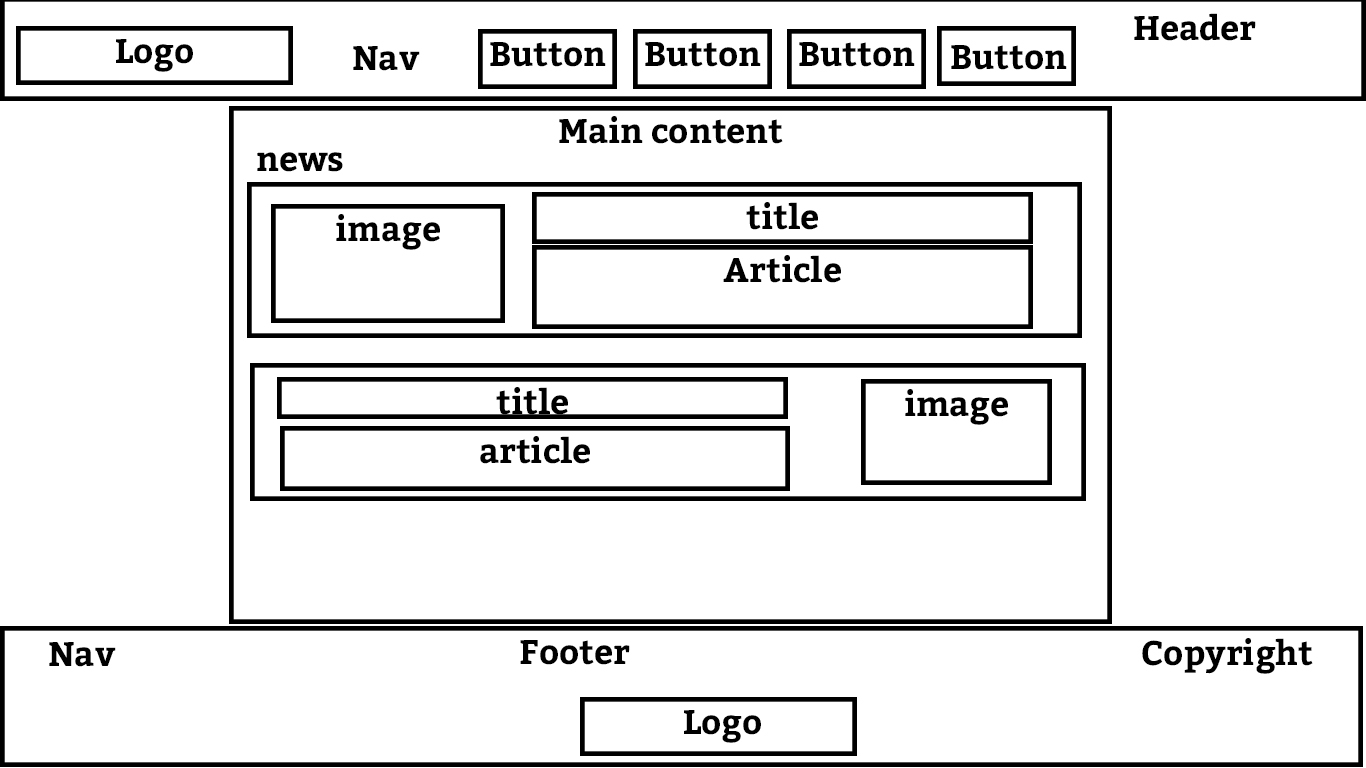 Logo
Nav
Button
Button
Button
Button
Header
Main content
news
image
title
Article
title
article
image
Nav
Footer
Copyright
Logo